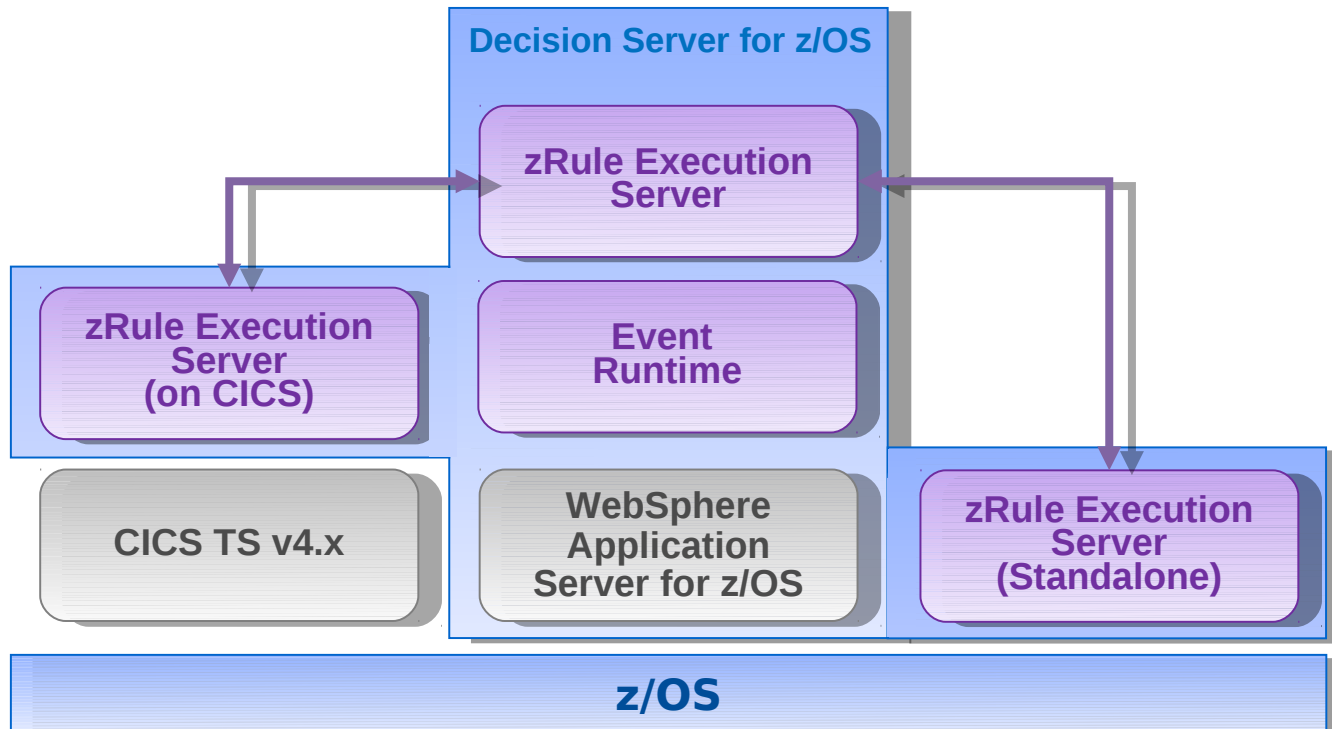 Decision Server for z/OS
zRule Execution
Server
zRule Execution
Server
(on CICS)
Event
Runtime
CICS TS v4.x
WebSphere
Application
Server for z/OS
zRule Execution
Server
(Standalone)
z/OS